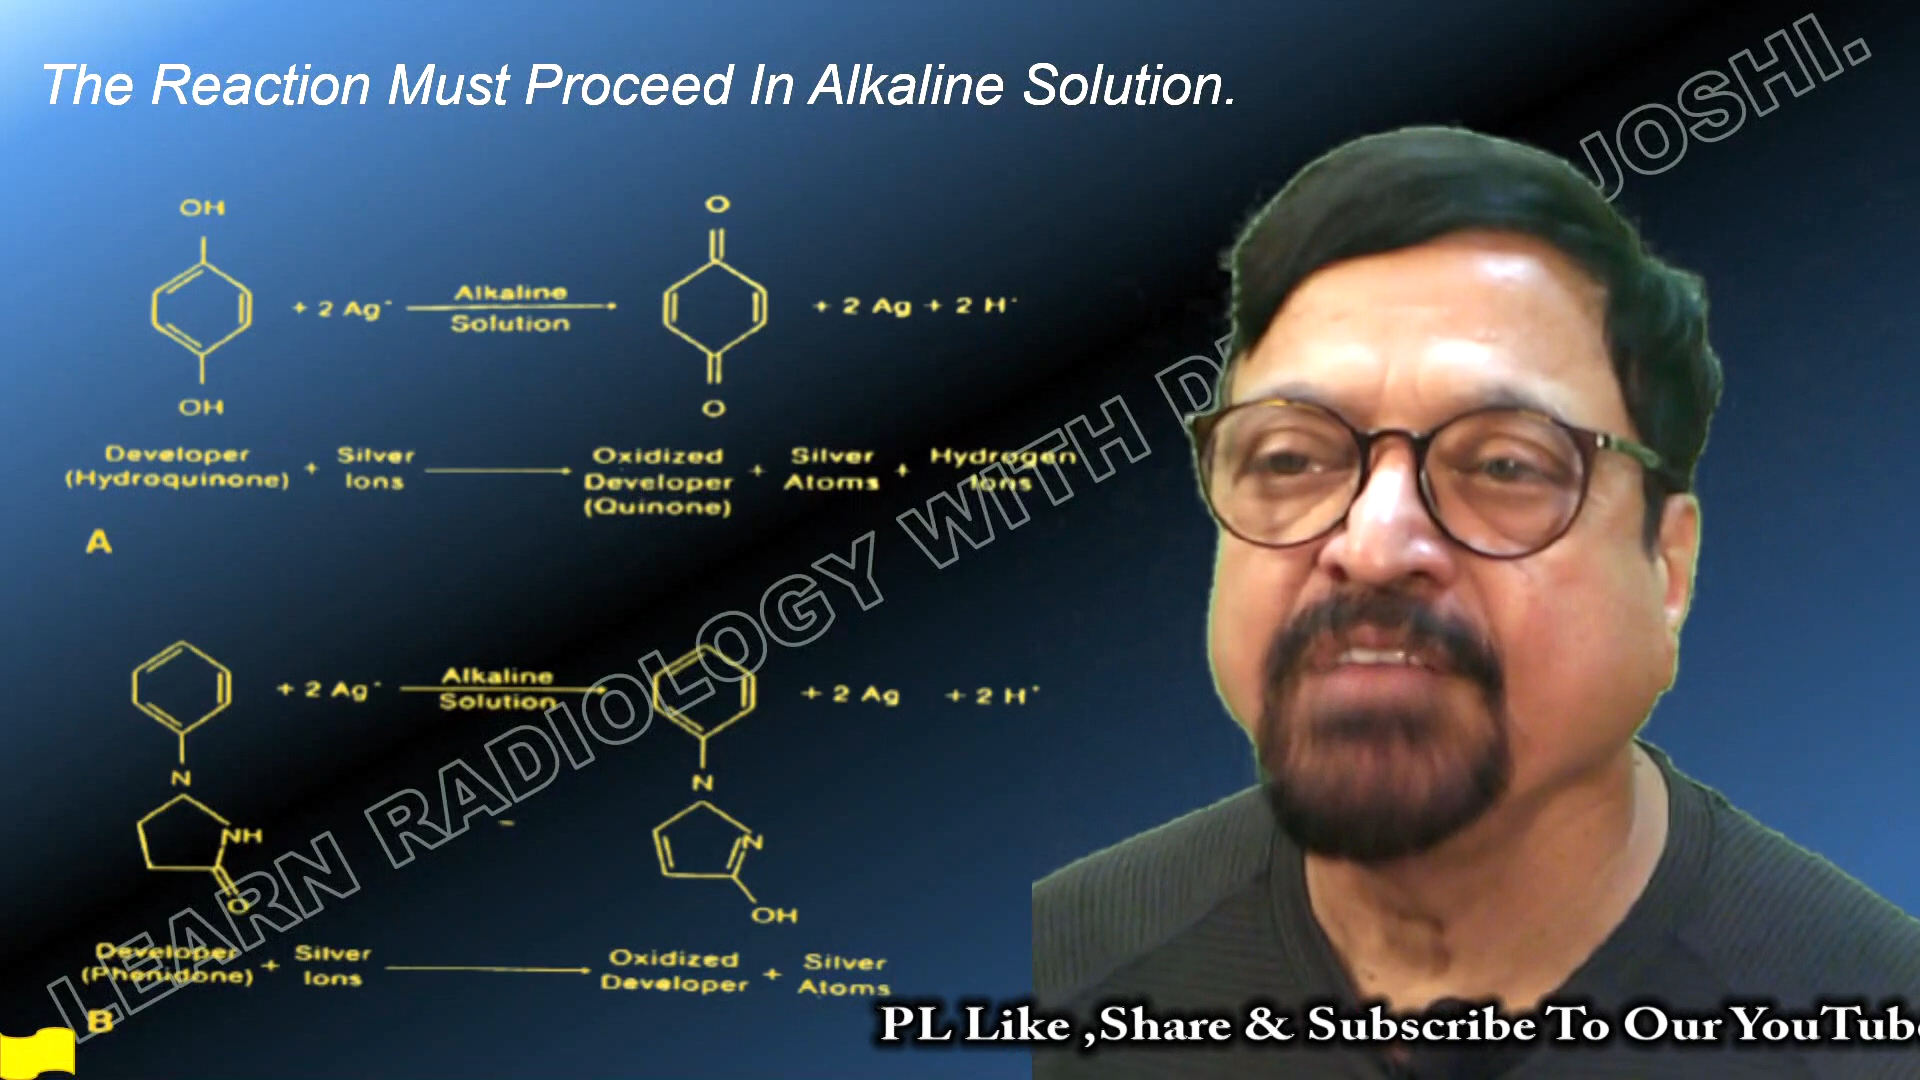 The Reaction Must Proceed In Alkaline Solution.
LEARN RADIOLOGY WITH D JOSHI.
OH
O
+ 2 Ag⁺ Alkaline Solution + 2 Ag + 2 H⁺
OH
O
Developer (Hydroquinone) + Silver Ions Oxidized Developer (Quinone) + Silver Atoms + Hydrogen Ions
A
+ 2 Ag⁺ Alkaline Solution + 2 Ag + 2 H⁺
N
N
NH
N
O
OH
Developer (Phenidone) + Silver Ions Oxidized Developer + Silver Atoms
B
PL Like ,Share & Subscribe To Our YouTub